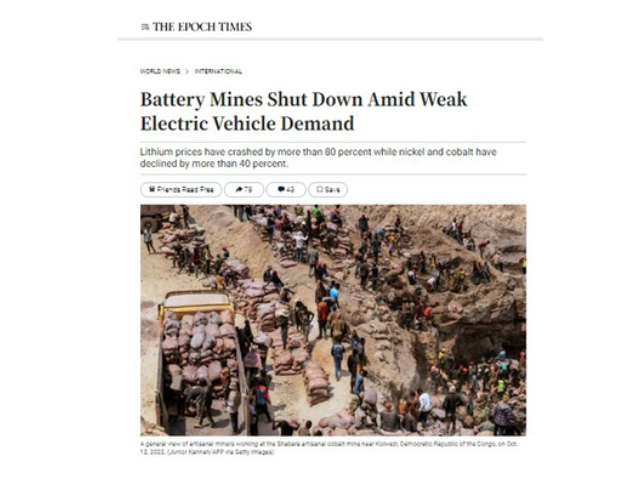 THE EPOCH TIMES
WORLD NEWS > INTERNATIONAL
Battery Mines Shut Down Amid Weak
Electric Vehicle Demand
Lithium prices have crashed by more than 80 percent while nickel and cobalt have
declined by more than 40 percent.
Friends Read Free 79 43 Save
A general view of artisanal miners working at the Shabara artisanal cobalt mine near Kolwezi, Democratic Republic of the Congo, on Oct.
12, 2022. (Junior Kannah/AFP via Getty Images)